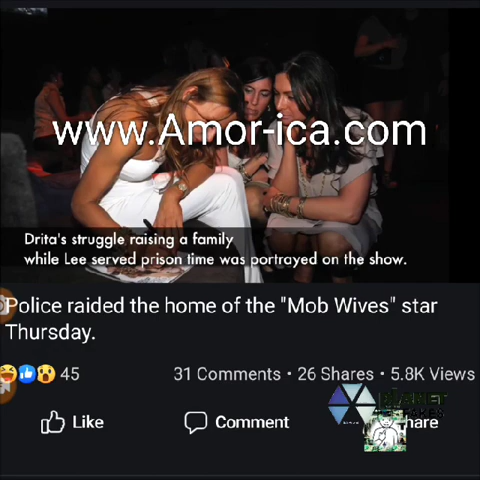 www.Amor-ica.com
Drita's struggle raising a family
while Lee served prison time was portrayed on the show.
Police raided the home of the "Mob Wives" star
Thursday.
45
31 Comments • 26 Shares • 5.8K Views
Like
Comment
hare